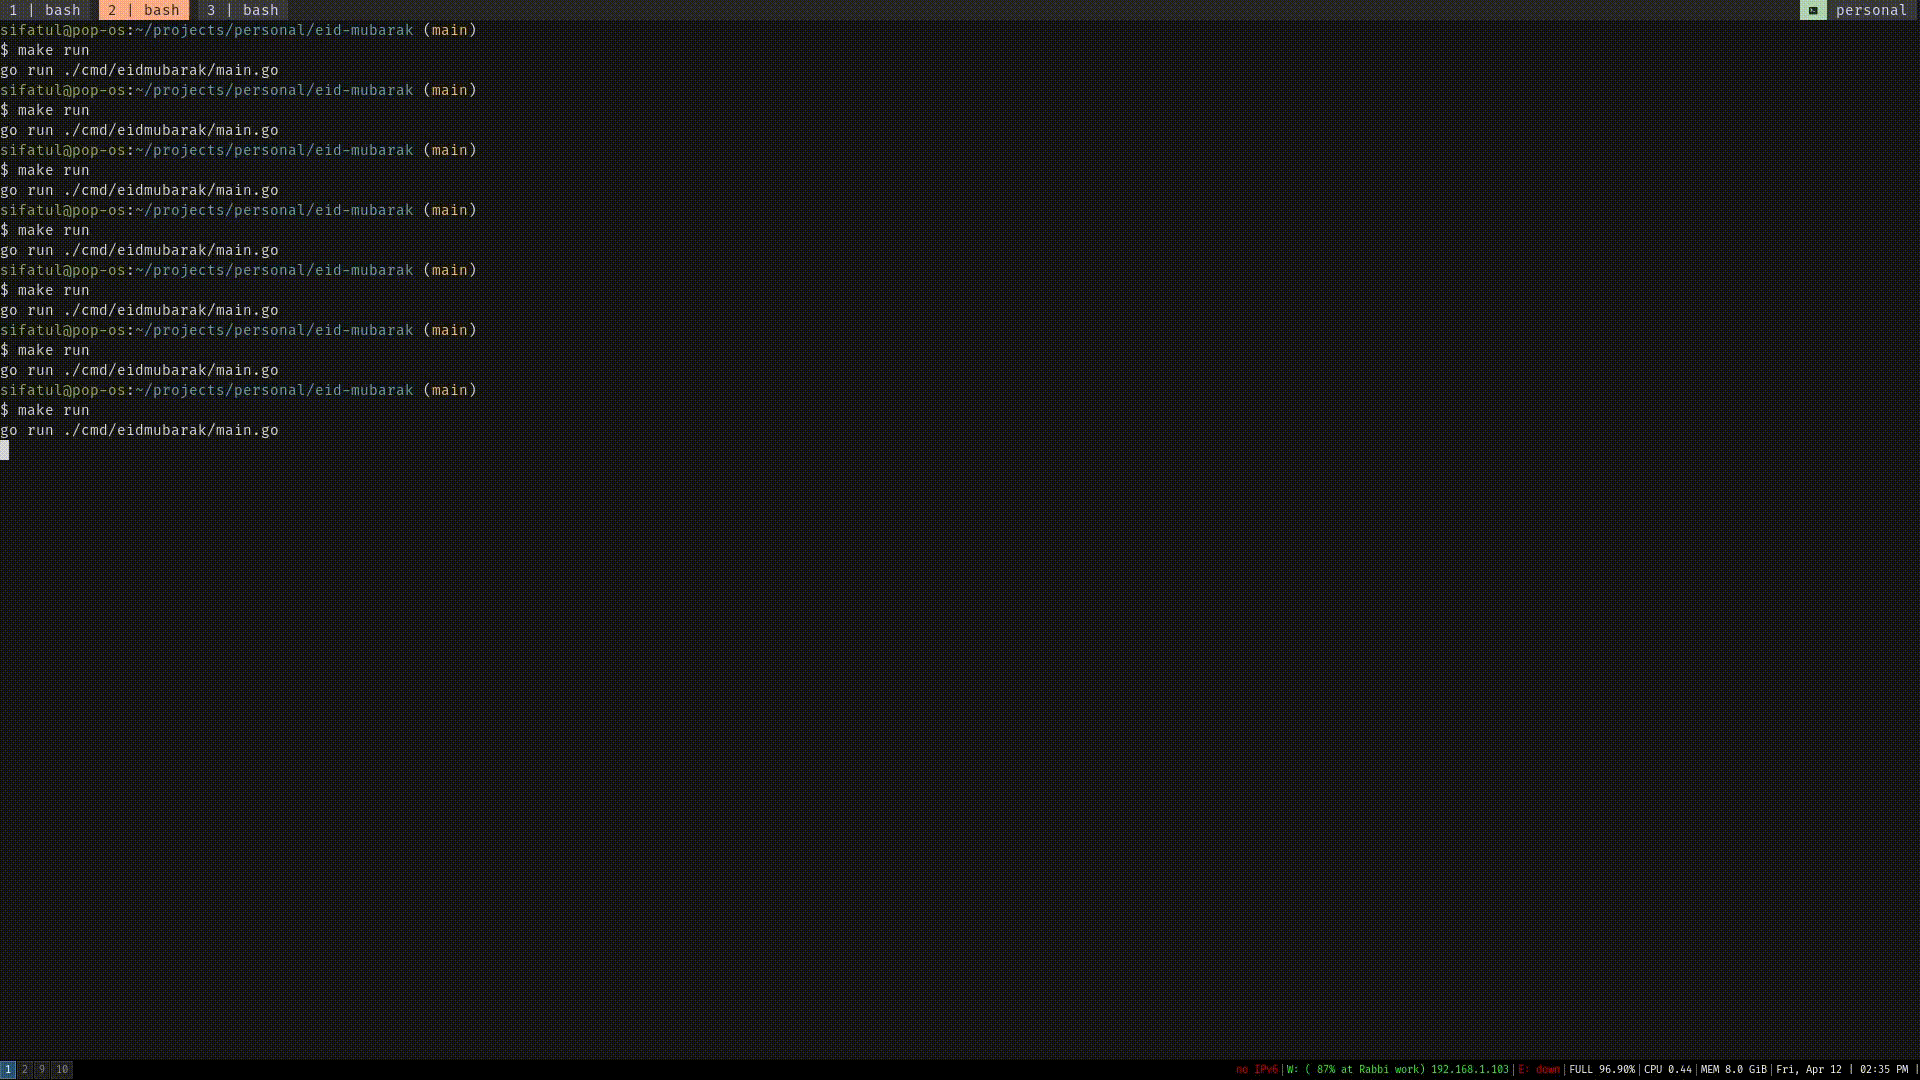 1 | bash 2 | bash 3 | bash personal
sifatul@pop-os:~/projects/personal/eid-mubarak (main)
$ make run
go run ./cmd/eidmubarak/main.go
sifatul@pop-os:~/projects/personal/eid-mubarak (main)
$ make run
go run ./cmd/eidmubarak/main.go
sifatul@pop-os:~/projects/personal/eid-mubarak (main)
$ make run
go run ./cmd/eidmubarak/main.go
sifatul@pop-os:~/projects/personal/eid-mubarak (main)
$ make run
go run ./cmd/eidmubarak/main.go
sifatul@pop-os:~/projects/personal/eid-mubarak (main)
$ make run
go run ./cmd/eidmubarak/main.go
sifatul@pop-os:~/projects/personal/eid-mubarak (main)
$ make run
go run ./cmd/eidmubarak/main.go
sifatul@pop-os:~/projects/personal/eid-mubarak (main)
$ make run
go run ./cmd/eidmubarak/main.go
1 2 9 10 no IPv6|W: ( 87% at Rabbi work) 192.168.1.103|E: down|FULL 96.90%|CPU 0.44|MEM 8.0 GiB|Fri, Apr 12 | 02:35 PM |